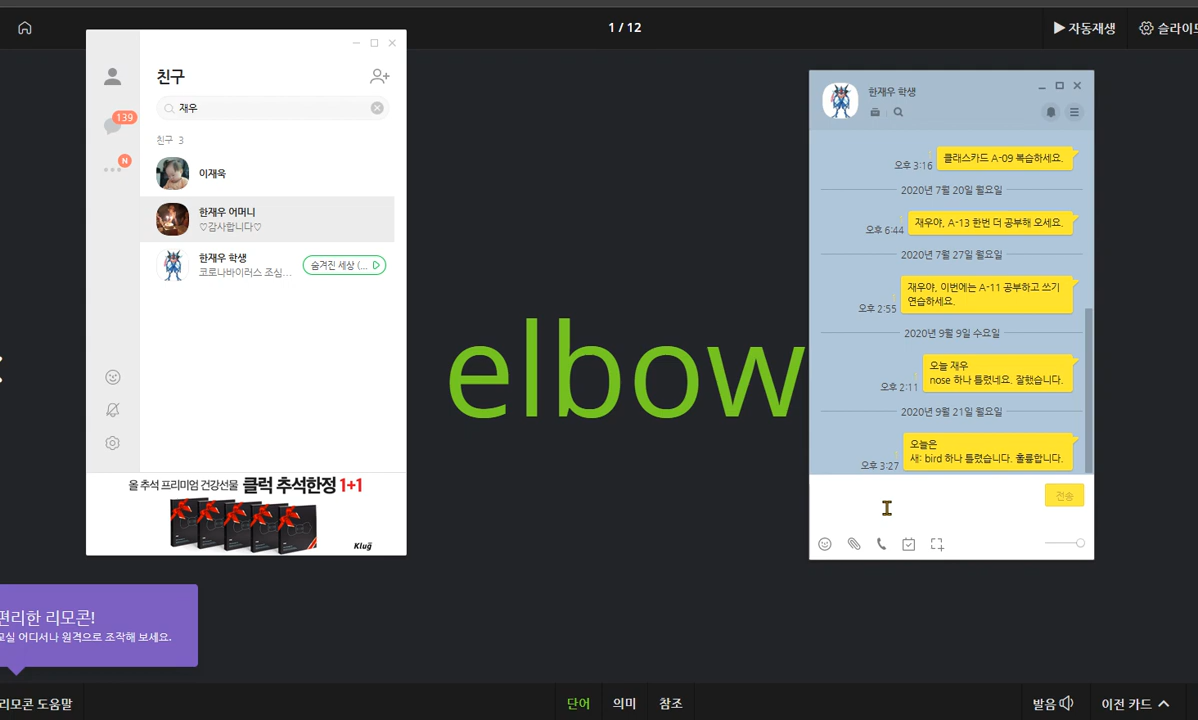 1 / 12
▶ 자동재생
슬라이드
친구
재우
139
N
친구 3
이재욱
한재우 어머니
♡감사합니다♡
한재우 학생
코로나바이러스 조심...
숨겨진 세상 (...
올 추석 프리미엄 건강선물 클럭 추석한정 1+1
Klug
elbow
한재우 학생
오후 3:16 클래스카드 A-09 복습하세요.
2020년 7월 20일 월요일
오후 6:44 재우야, A-13 한번 더 공부해 오세요.
2020년 7월 27일 월요일
재우야, 이번에는 A-11 공부하고 쓰기
오후 2:55 연습하세요.
2020년 9월 9일 수요일
오늘 재우
오후 2:11 nose 하나 틀렸네요. 잘했습니다.
2020년 9월 21일 월요일
오늘은
오후 3:27 새: bird 하나 틀렸습니다. 훌륭합니다.
전송
편리한 리모콘!
교실 어디서나 원격으로 조작해 보세요.
리모콘 도움말
단어
의미
참조
발음
이전 카드